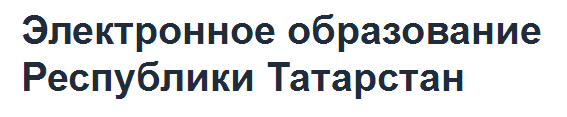 Электронное образование
Республики Татарстан